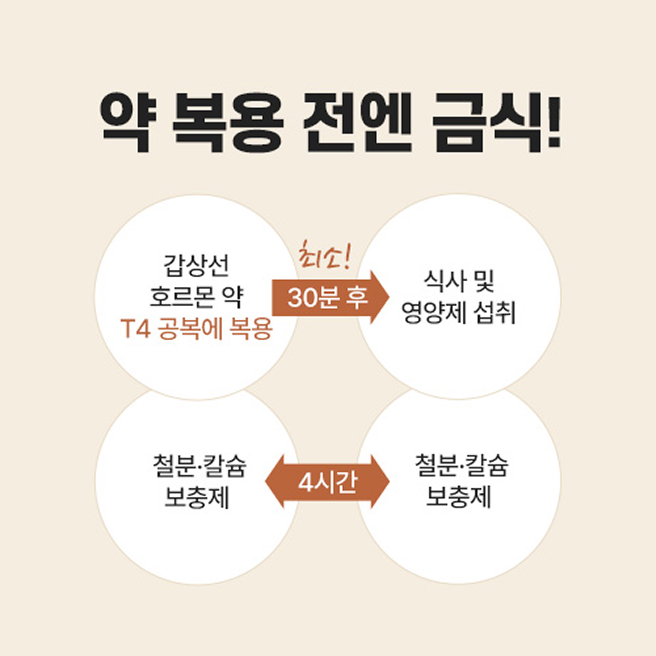 약 복용 전엔 금식!
갑상선
호르몬 약
T4 공복에 복용
최소!
30분 후
식사 및
영양제 섭취
철분·칼슘
보충제
4시간
철분·칼슘
보충제